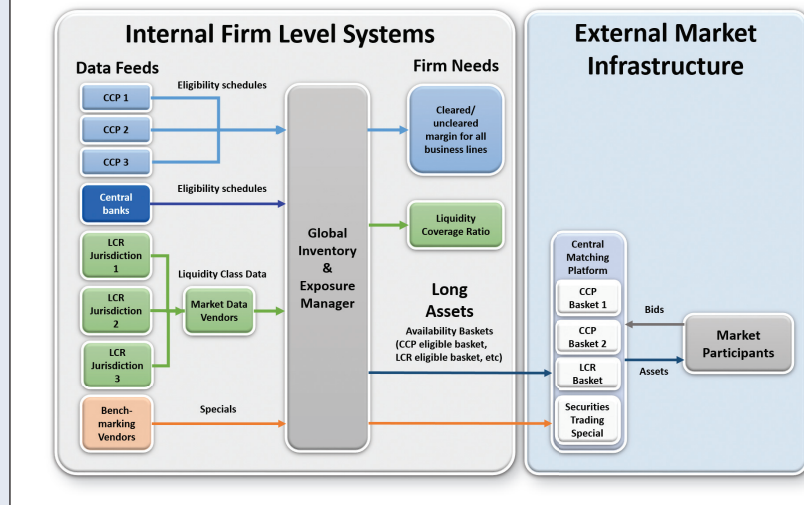 Internal Firm Level Systems
External Market
Infrastructure
Data Feeds
Firm Needs
CCP 1
CCP 2
CCP 3
Eligibility schedules
Central
banks
Eligibility schedules
LCR
Jurisdiction
1
LCR
Jurisdiction
2
LCR
Jurisdiction
3
Liquidity Class Data
Market Data
Vendors
Bench-
marking
Vendors
Specials
Global
Inventory
&
Exposure
Manager
Cleared/
uncleared
margin for all
business lines
Liquidity
Coverage Ratio
Long
Assets
Availability Baskets
(CCP eligible basket,
LCR eligible basket, etc)
Central
Matching
Platform
CCP
Basket 1
CCP
Basket 2
LCR
Basket
Securities
Trading
Special
Bids
Assets
Market
Participants